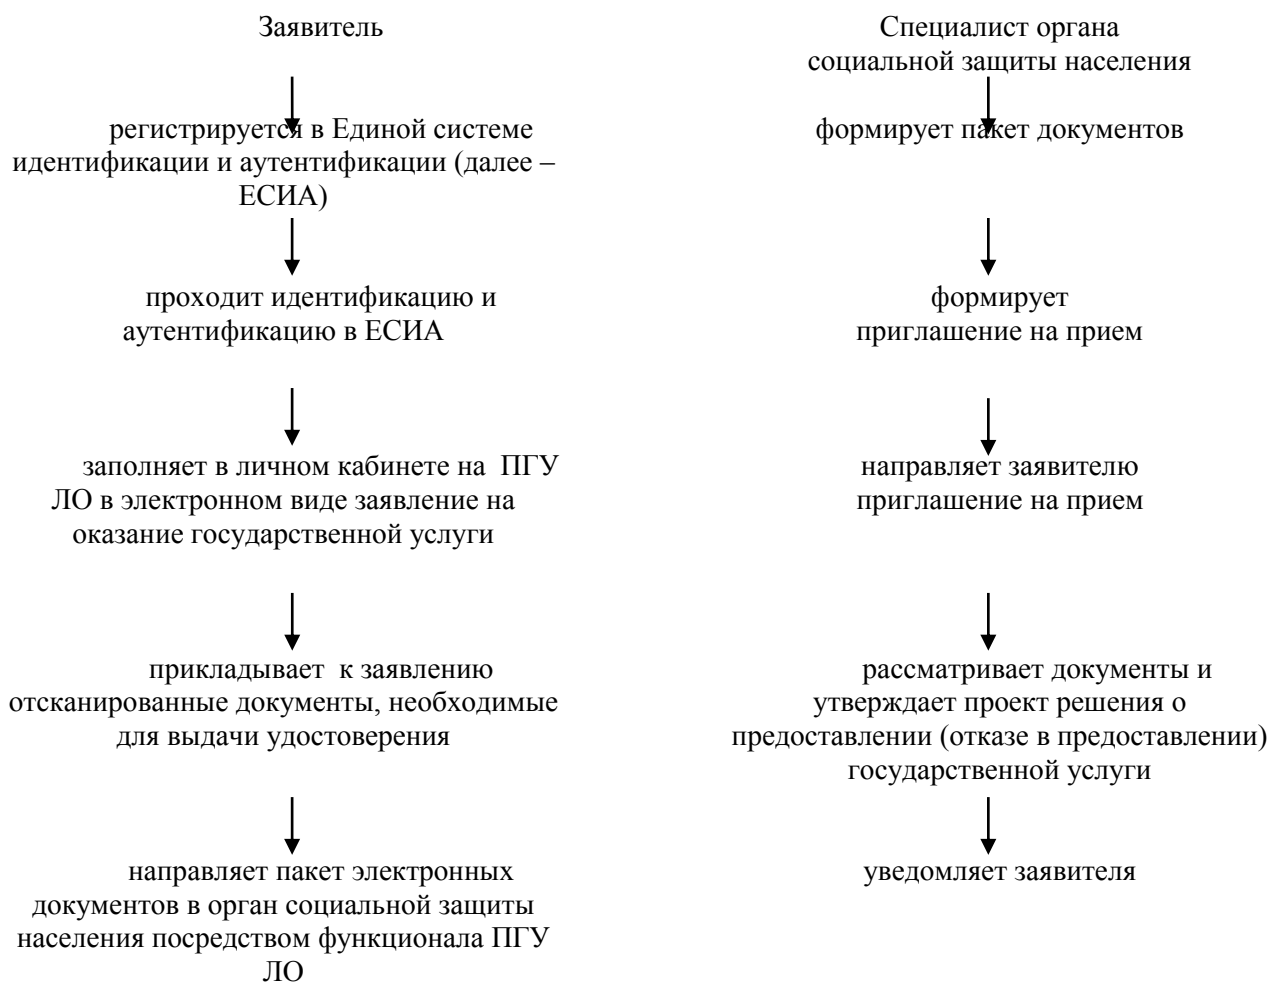 Заявитель
регистрируется в Единой системе
идентификации и аутентификации (далее –
ЕСИА)
проходит идентификацию и
аутентификацию в ЕСИА
заполняет в личном кабинете на ПГУ
ЛО в электронном виде заявление на
оказание государственной услуги
прикладывает к заявлению
отсканированные документы, необходимые
для выдачи удостоверения
направляет пакет электронных
документов в орган социальной защиты
населения посредством функционала ПГУ
ЛО
Специалист органа
социальной защиты населения
формирует пакет документов
формирует
приглашение на прием
направляет заявителю
приглашение на прием
рассматривает документы и
утверждает проект решения о
предоставлении (отказе в предоставлении)
государственной услуги
уведомляет заявителя